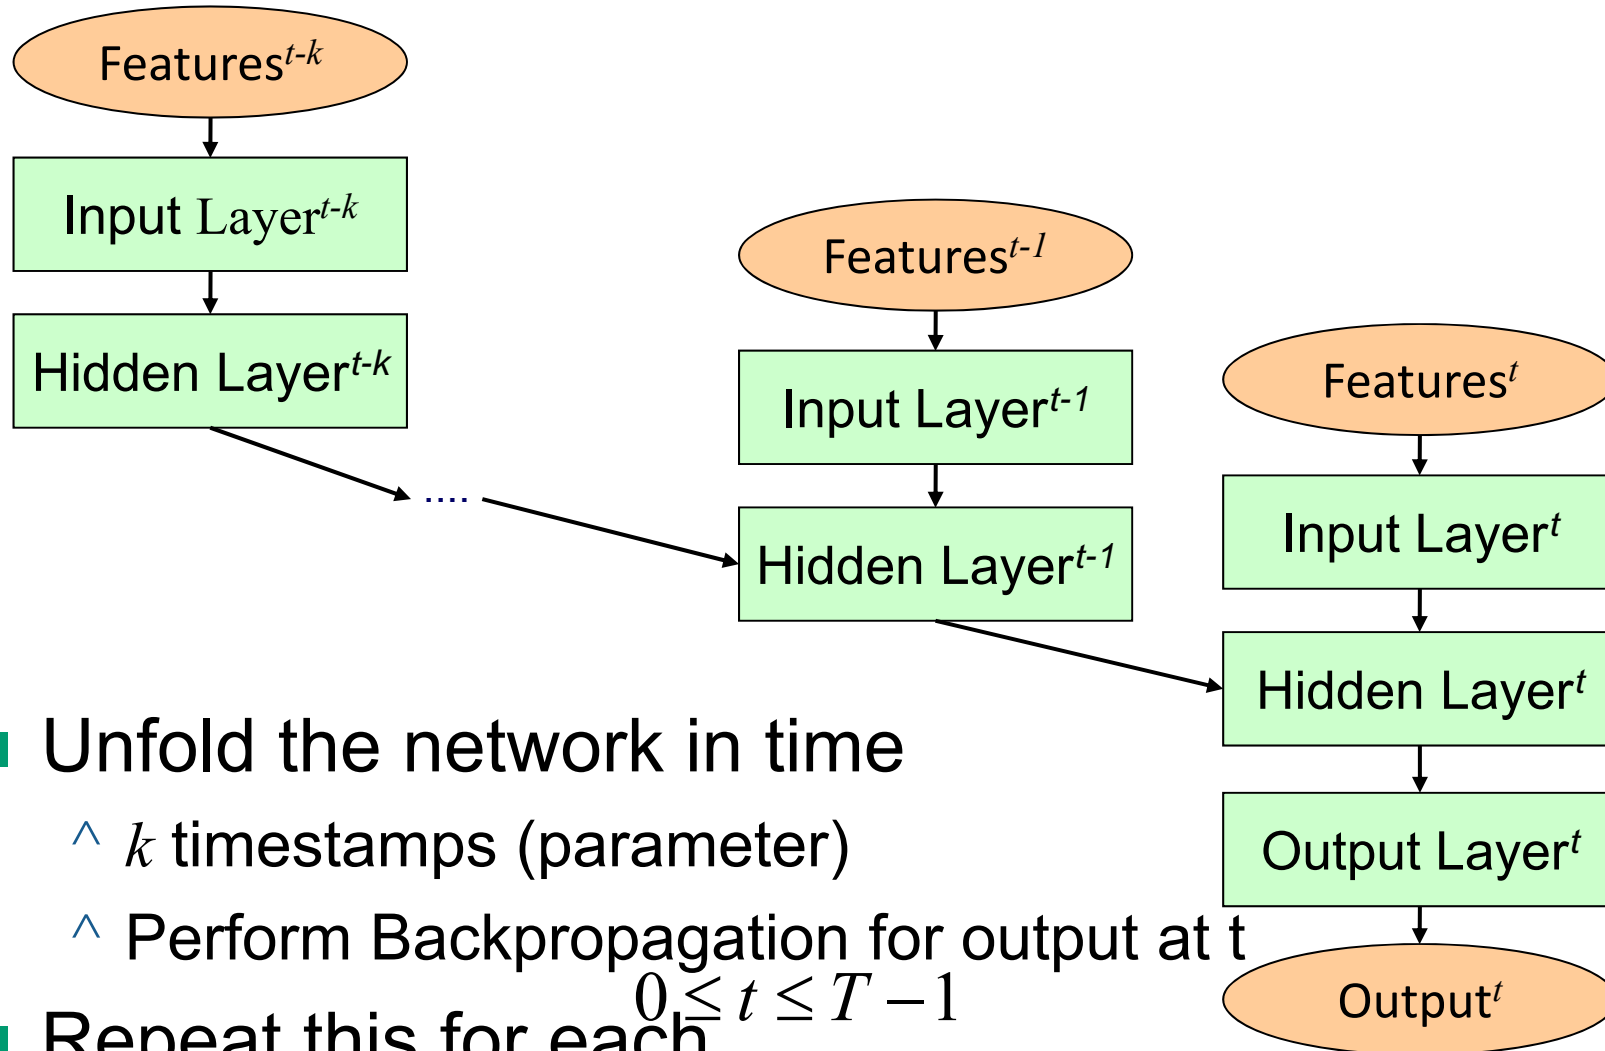 Features^t-k
Input Layer^t-k
Hidden Layer^t-k
....
Features^t-1
Input Layer^t-1
Hidden Layer^t-1
Features^t
Input Layer^t
Hidden Layer^t
Output Layer^t
Output^t
Unfold the network in time
^ k timestamps (parameter)
^ Perform Backpropagation for output at t
0 ≤ t ≤ T − 1
Repeat this for each